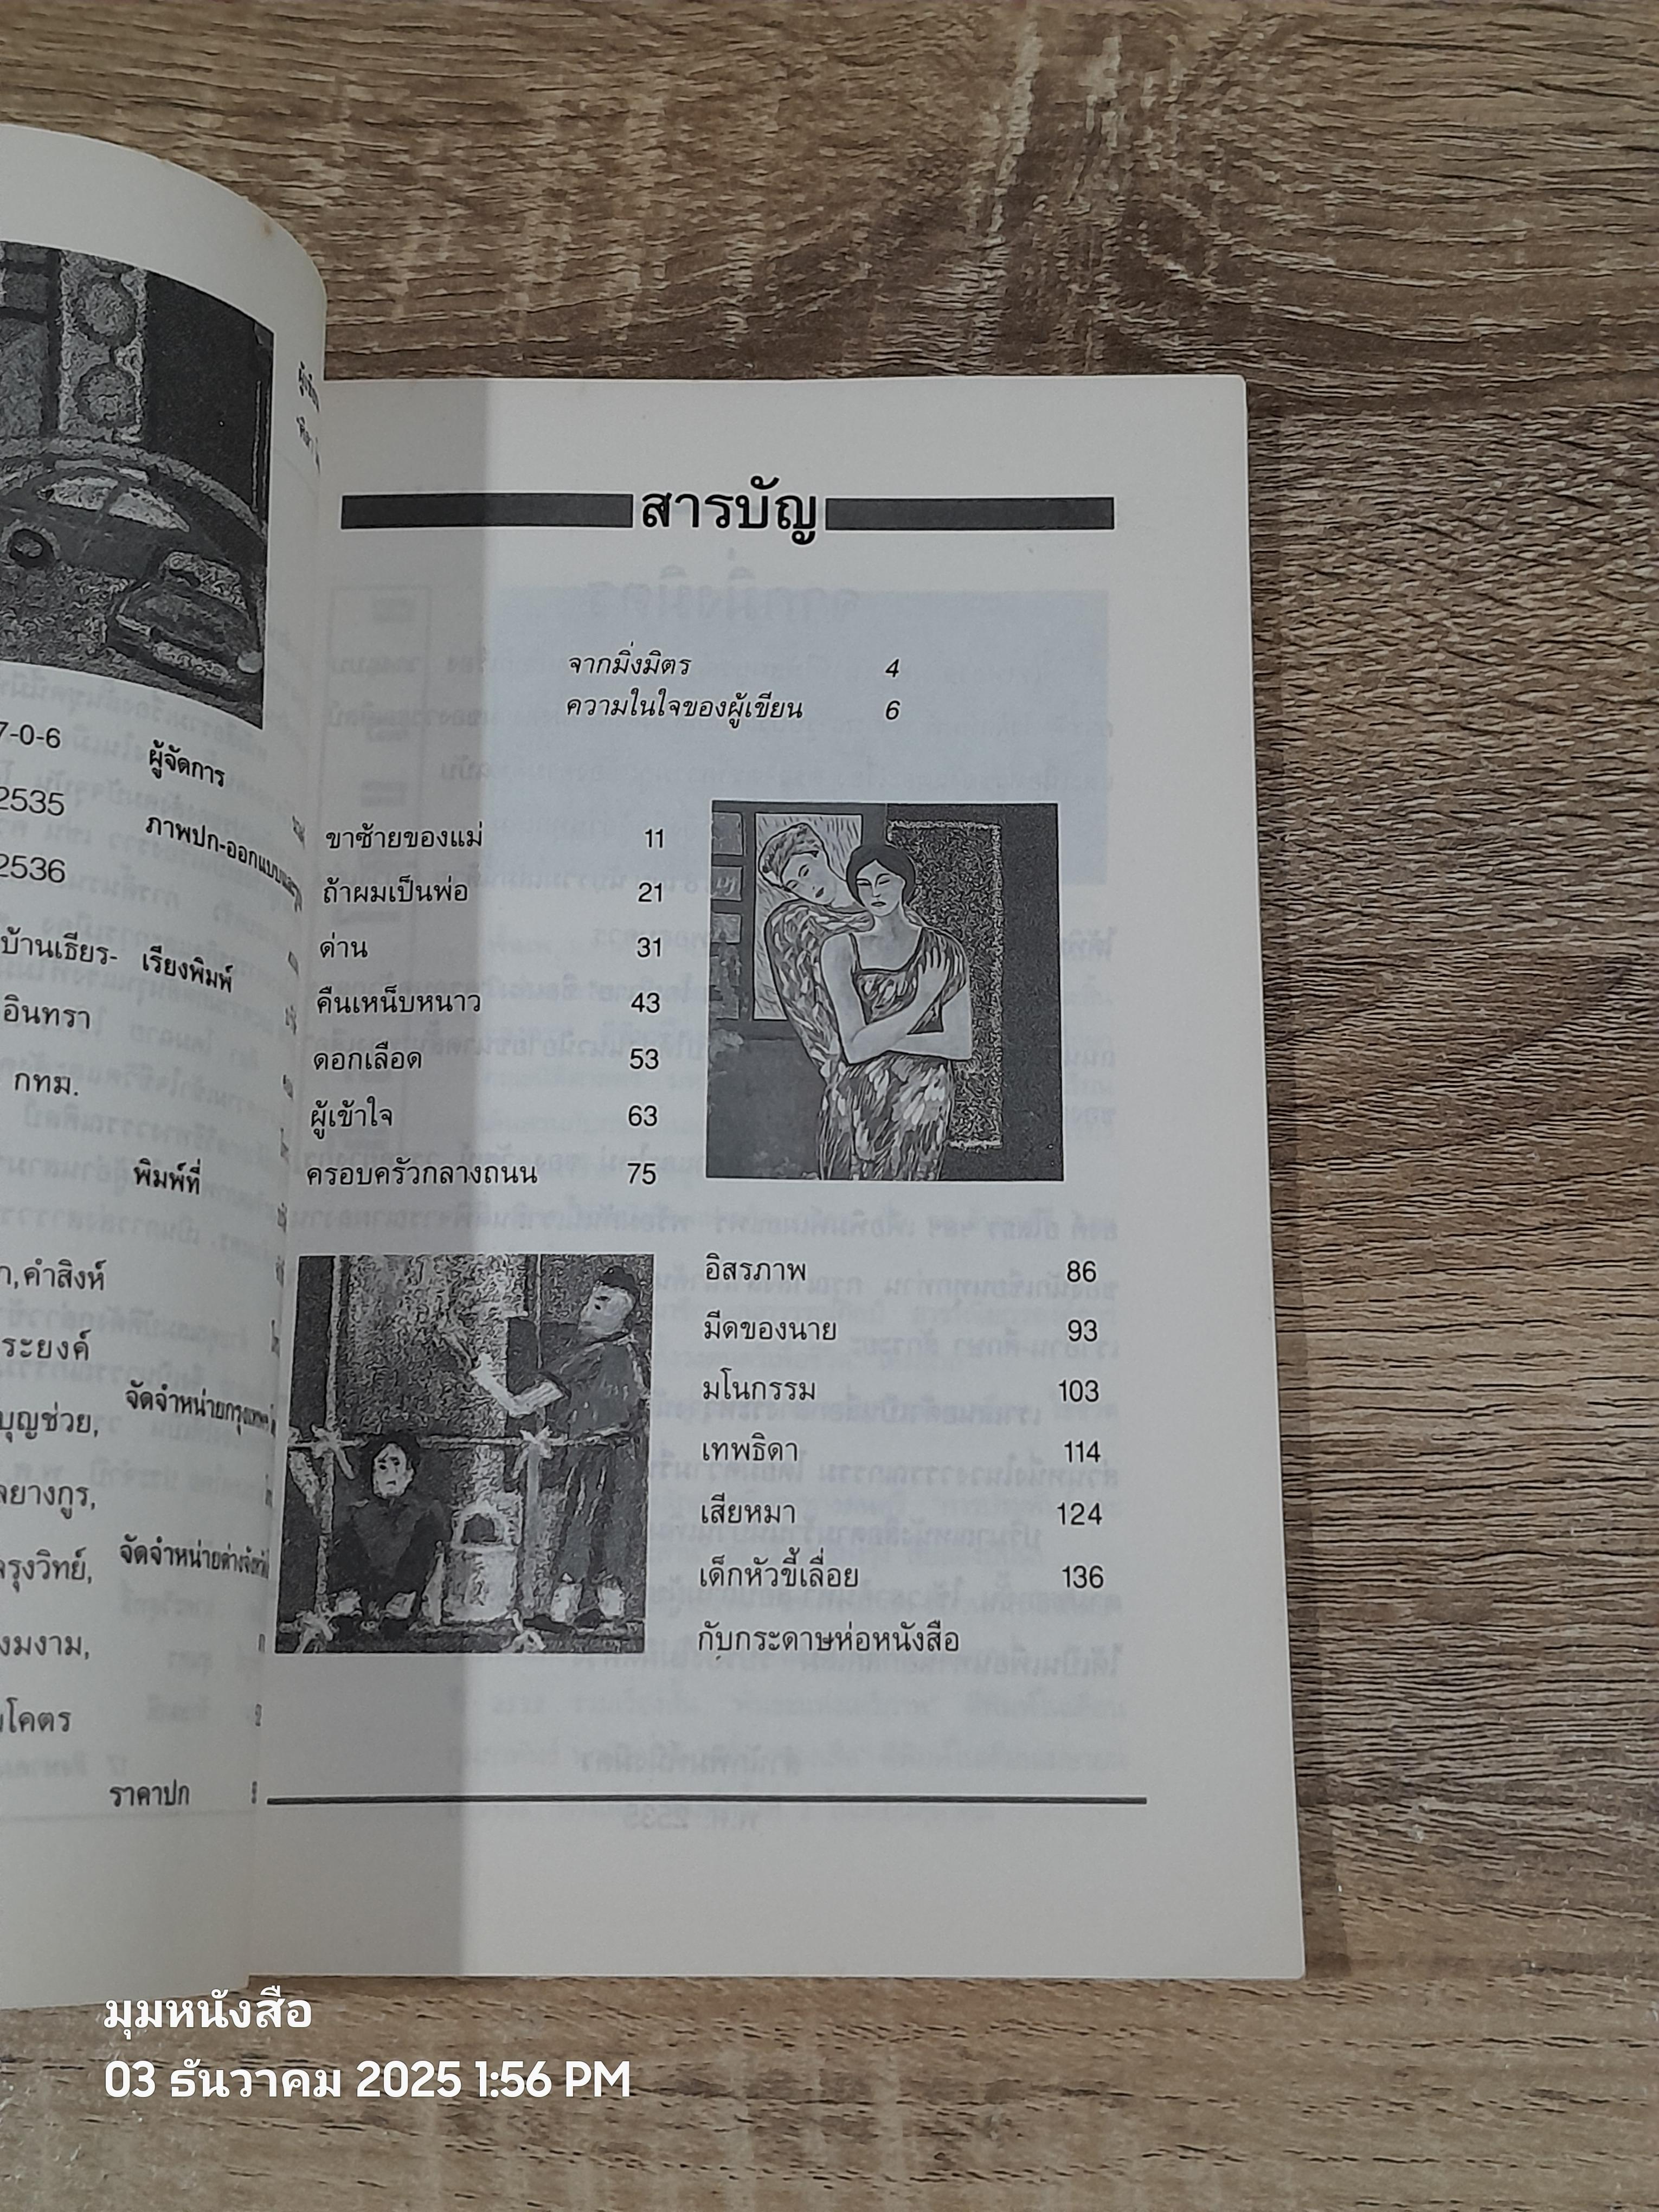 7-0-6
ผู้จัดการ
2535
ภาพปก-ออกแบบ
2536
บ้านเธียร-
เรียงพิมพ์
อินทรา
กทม.
พิมพ์ที่
ก,คำสิงห์
ระยงค์
จัดจำหน่ายกรุงเทพ
บุญช่วย,
ลยางกูร,
จัดจำหน่ายต่างจังหวัด
รุงวิทย์,
งมงาม,
โคตร
ราคาปก
สารบัญ
จากมิ่งมิตร 4
ความในใจของผู้เขียน 6
ขาซ้ายของแม่ 11
ถ้าผมเป็นพ่อ 21
ด่าน 31
คืนเหน็บหนาว 43
ดอกเลือด 53
ผู้เข้าใจ 63
ครอบครัวกลางถนน 75
อิสรภาพ 86
มีดของนาย 93
มโนกรรม 103
เทพธิดา 114
เสียหมา 124
เด็กหัวขี้เลื่อย 136
กับกระดาษห่อหนังสือ
มุมหนังสือ
03 ธันวาคม 2025 1:56 PM